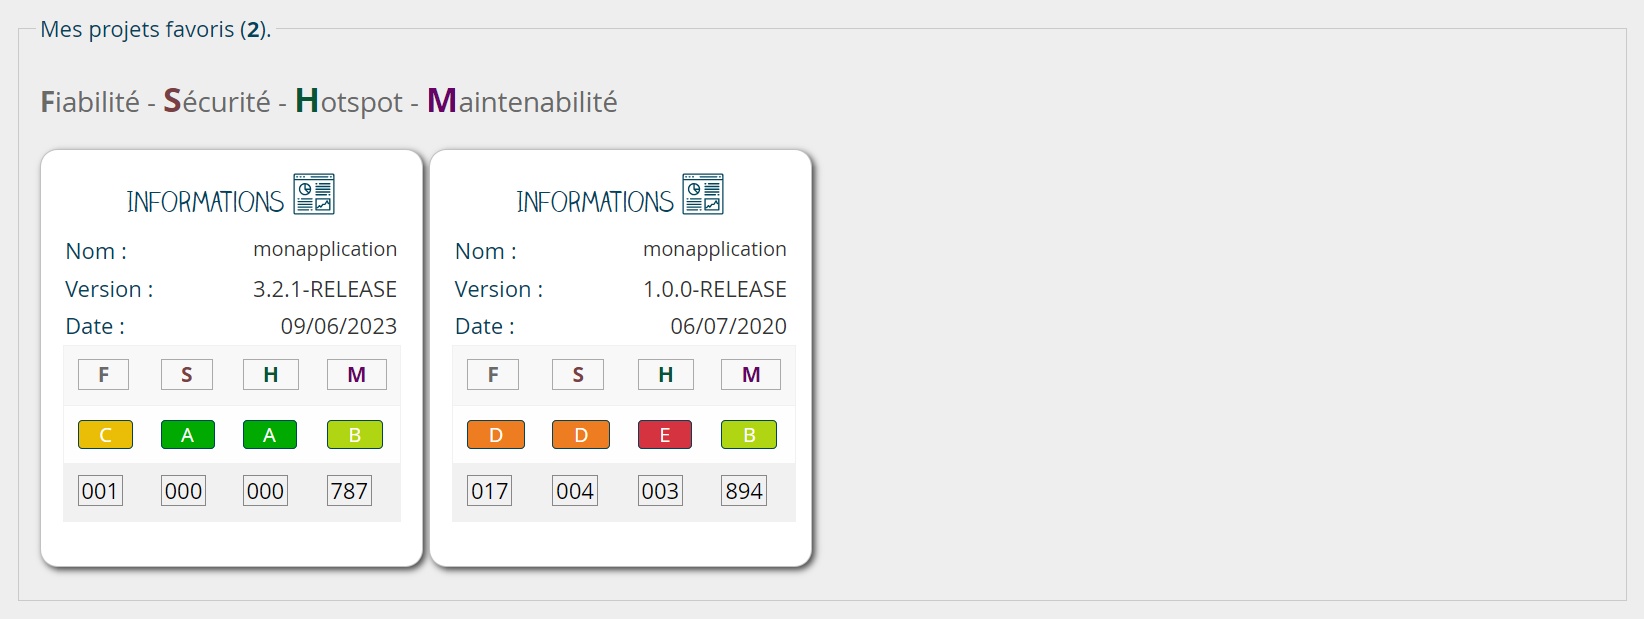 Mes projets favoris (2).
Fiabilité - Sécurité - Hotspot - Maintenabilité
INFORMATIONS
Nom : monapplication
Version : 3.2.1-RELEASE
Date : 09/06/2023
F S H M
C A A B
001 000 000 787
INFORMATIONS
Nom : monapplication
Version : 1.0.0-RELEASE
Date : 06/07/2020
F S H M
D D E B
017 004 003 894